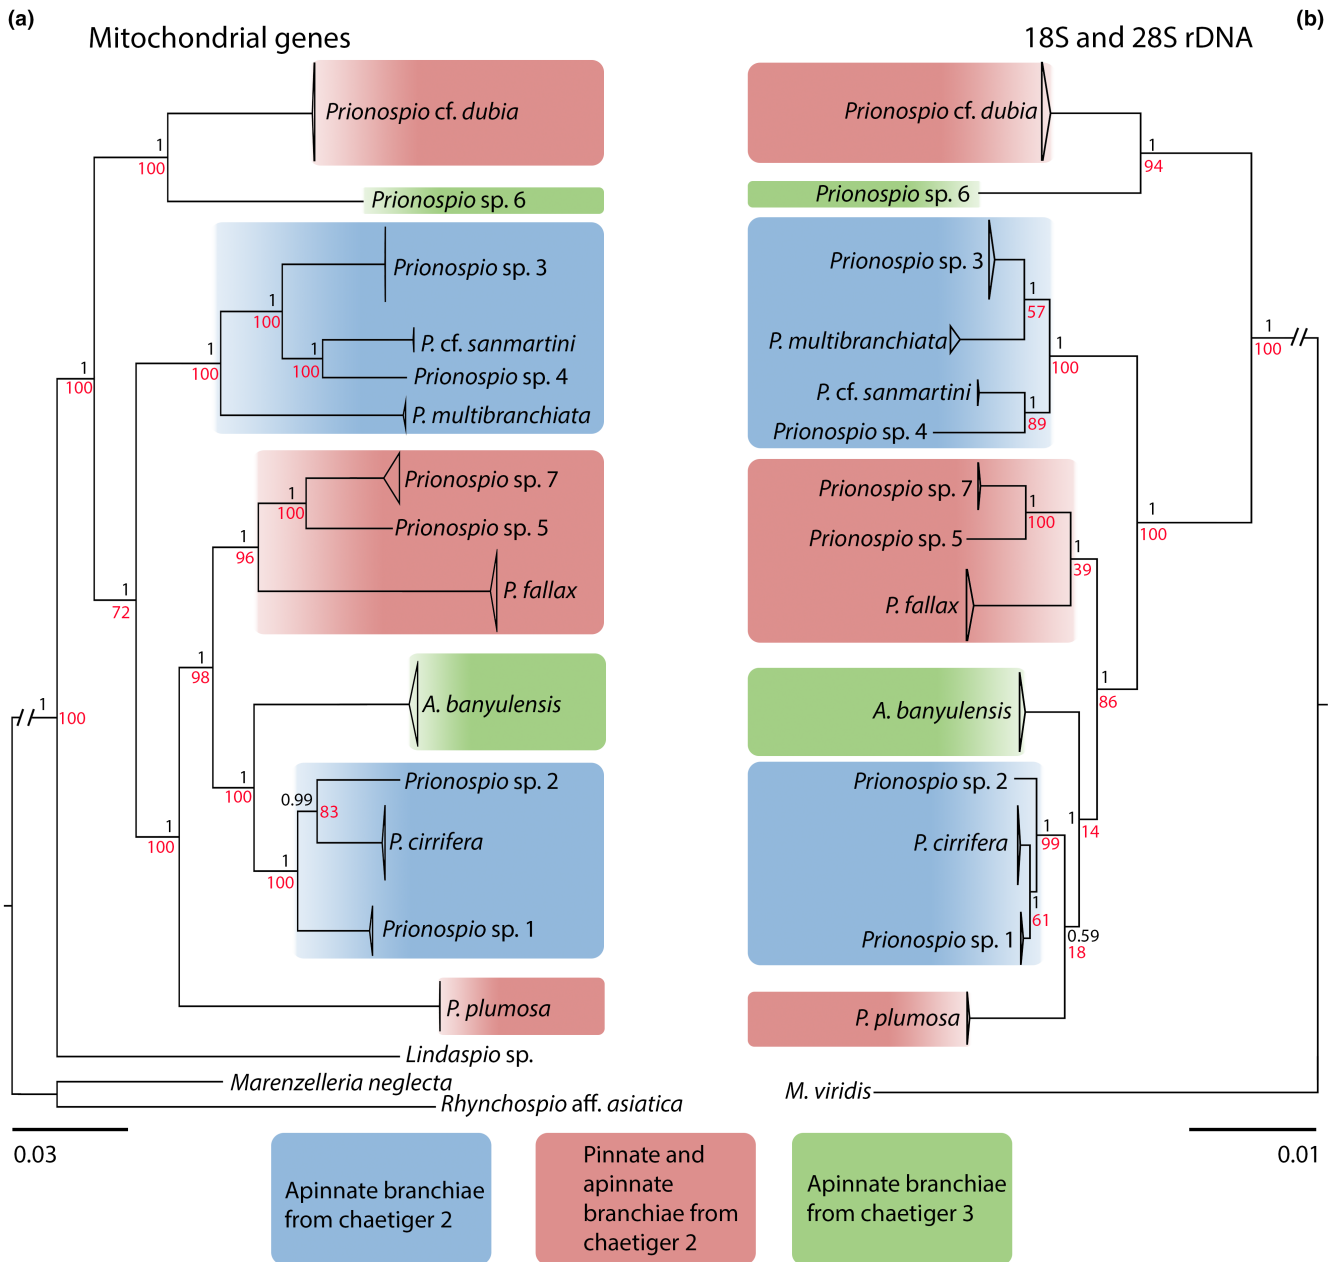 (a)
Mitochondrial genes
Prionospio cf. dubia
1
100
Prionospio sp. 6
Prionospio sp. 3
1
100
P. cf. sanmartini
1
100
1
100
Prionospio sp. 4
1
100
P. multibranchiata
Prionospio sp. 7
1
100
Prionospio sp. 5
1
96
P. fallax
1
72
1
98
A. banyulensis
1
100
1
100
Prionospio sp. 2
0.99
83
P. cirrifera
1
100
1
100
Prionospio sp. 1
P. plumosa
Lindaspio sp.
Marenzelleria neglecta
Rhynchospio aff. asiatica
0.03
(b)
18S and 28S rDNA
Prionospio cf. dubia
1
94
Prionospio sp. 6
Prionospio sp. 3
1
57
P. multibranchiata
1
100
1
100
P. cf. sanmartini
1
89
Prionospio sp. 4
Prionospio sp. 7
1
100
Prionospio sp. 5
1
100
1
39
P. fallax
1
86
A. banyulensis
Prionospio sp. 2
1
14
1
99
P. cirrifera
1
61
Prionospio sp. 1
0.59
18
P. plumosa
M. viridis
0.01
Apinnate branchiae
from chaetiger 2
Pinnate and
apinnate
branchiae from
chaetiger 2
Apinnate branchiae
from chaetiger 3